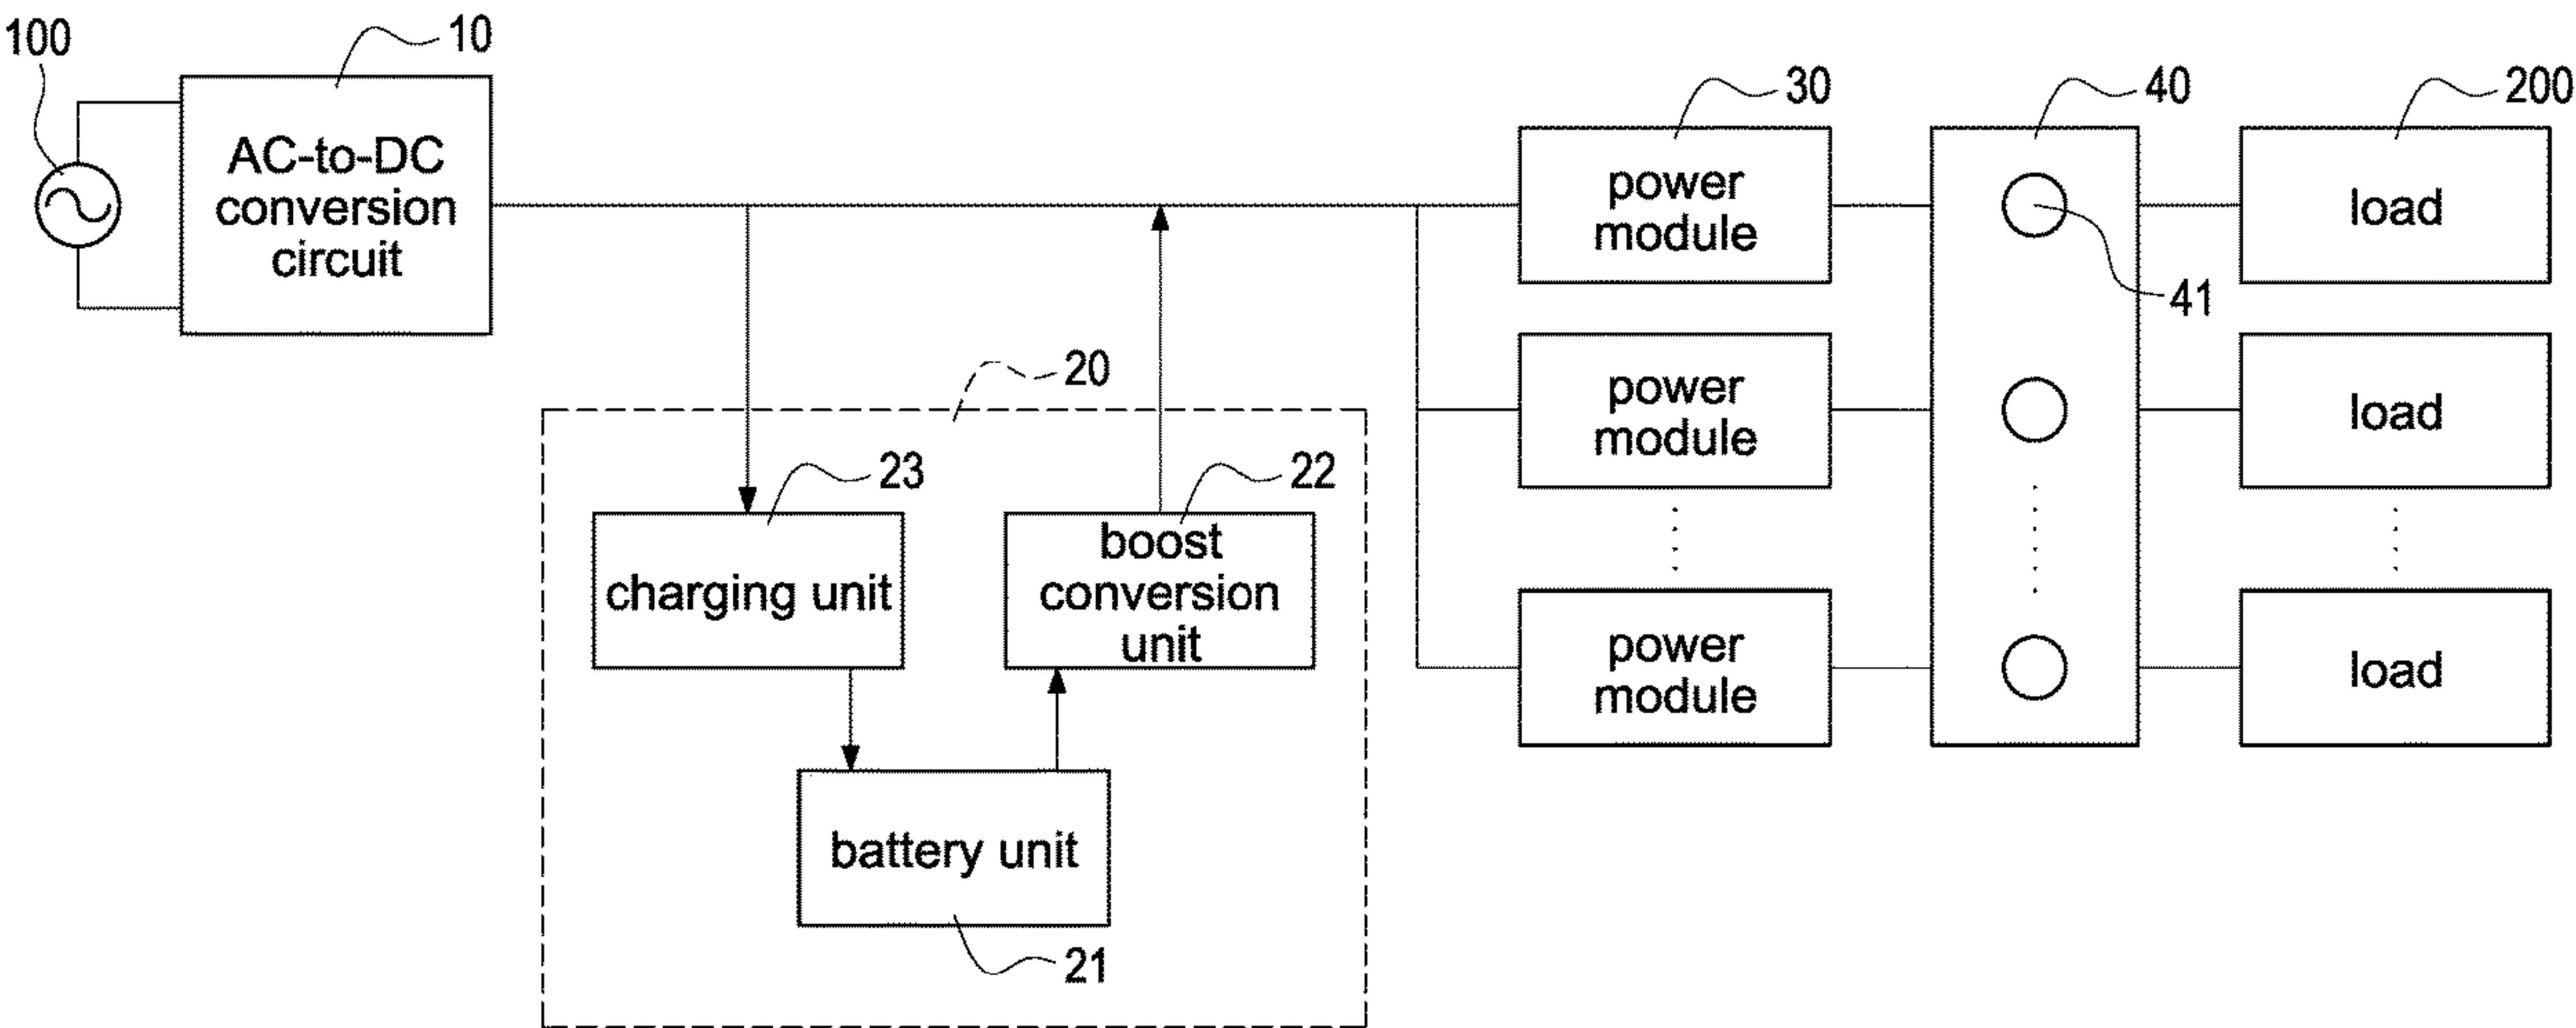 100
10
AC-to-DC
conversion
circuit
30
power
module
40
41
200
load
20
power
module
load
23
charging unit
22
boost
conversion
unit
power
module
load
battery unit
21